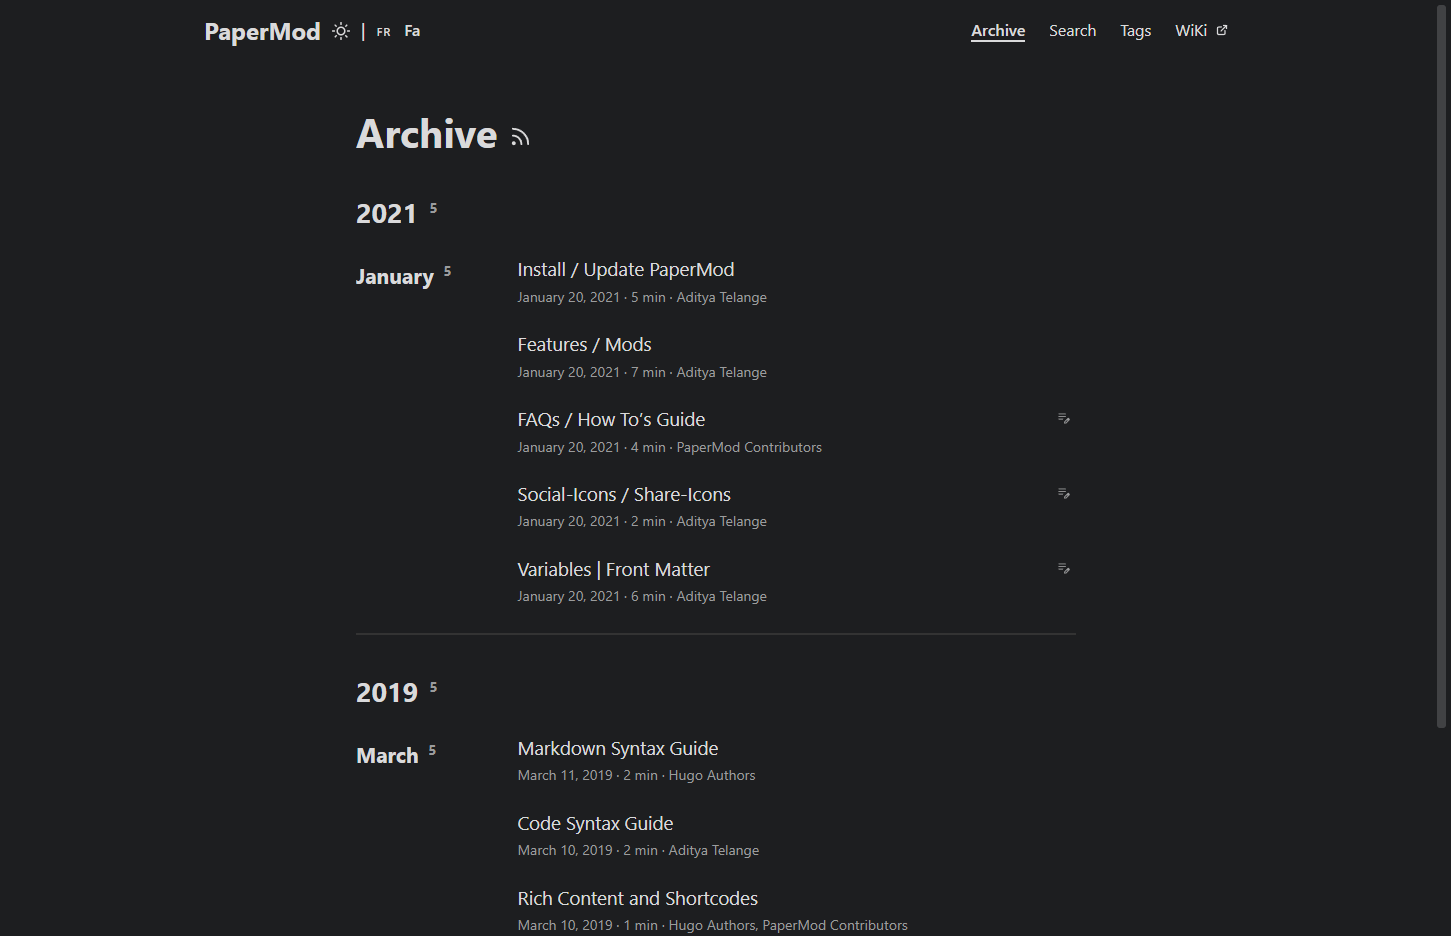 PaperMod | FR Fa Archive Search Tags WiKi
Archive
2021 5
January 5
Install / Update PaperMod
January 20, 2021 · 5 min · Aditya Telange
Features / Mods
January 20, 2021 · 7 min · Aditya Telange
FAQs / How To’s Guide
January 20, 2021 · 4 min · PaperMod Contributors
Social-Icons / Share-Icons
January 20, 2021 · 2 min · Aditya Telange
Variables | Front Matter
January 20, 2021 · 6 min · Aditya Telange
2019 5
March 5
Markdown Syntax Guide
March 11, 2019 · 2 min · Hugo Authors
Code Syntax Guide
March 10, 2019 · 2 min · Aditya Telange
Rich Content and Shortcodes
March 10, 2019 · 1 min · Hugo Authors, PaperMod Contributors